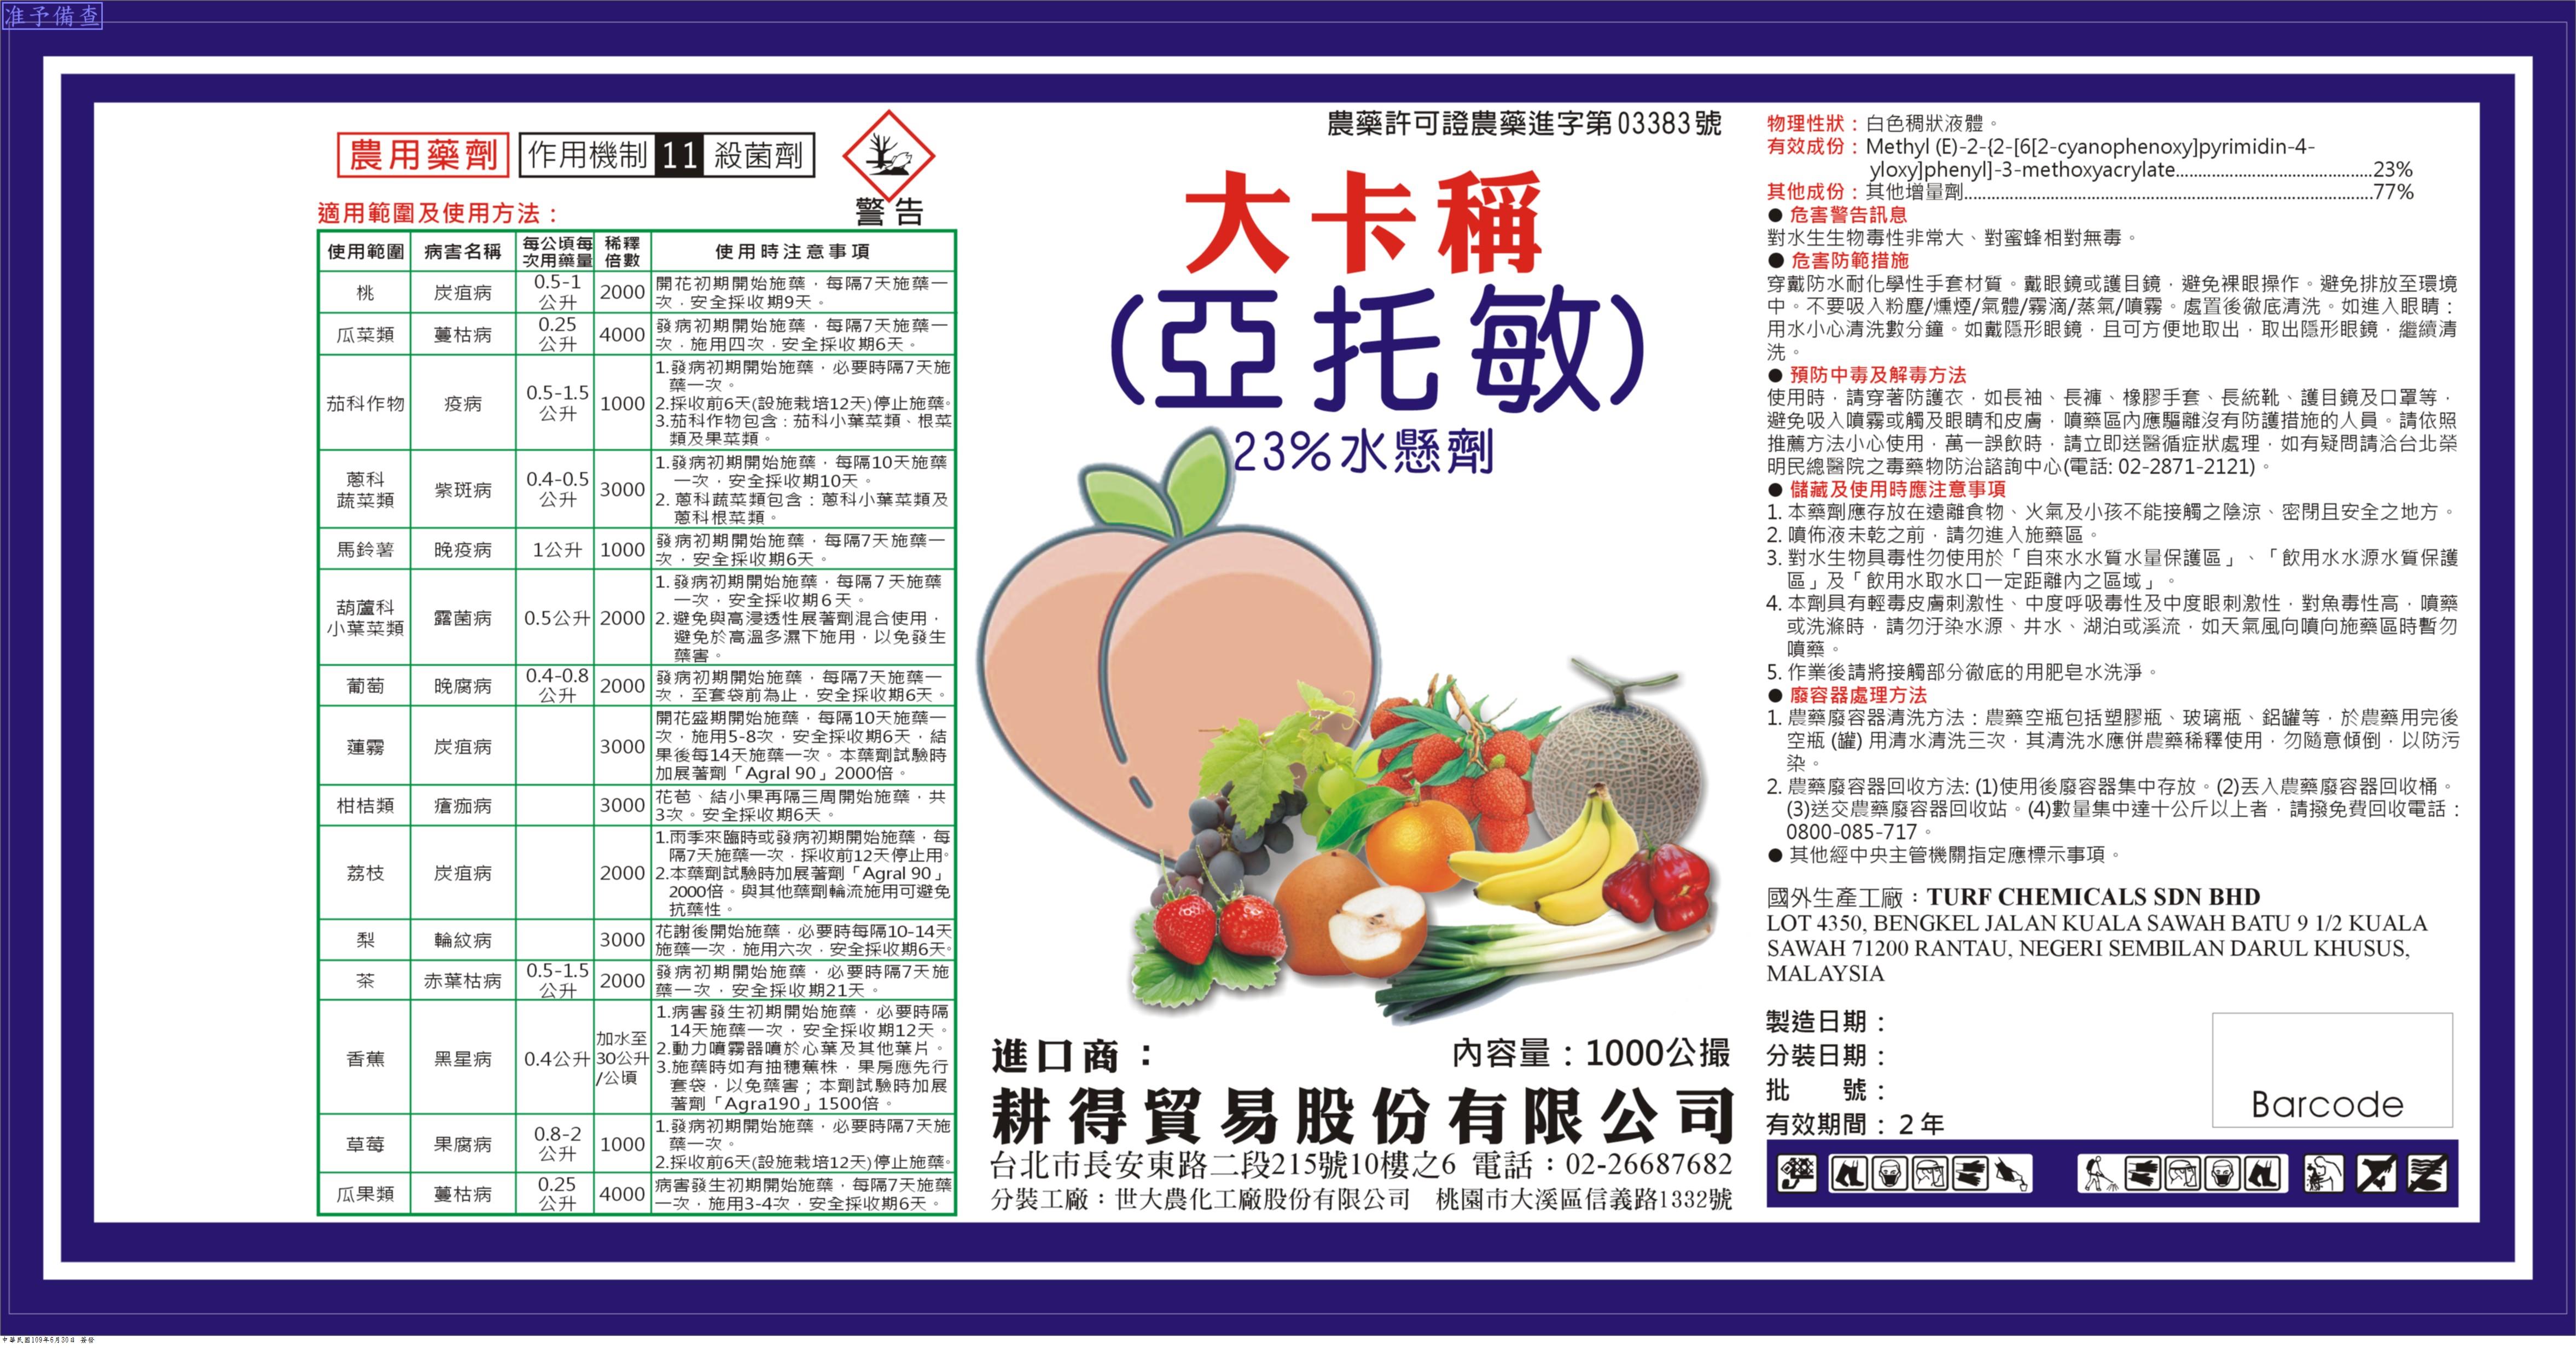 准予備查
農用藥劑 作用機制 11 殺菌劑
警告
適用範圍及使用方法：
使用範圍 病害名稱 每公頃每次用藥量 稀釋倍數 使用時注意事項
桃 炭疽病 0.5-1公升 2000 開花初期開始施藥，每隔7天施藥一次，安全採收期9天。
瓜菜類 蔓枯病 0.25公升 4000 發病初期開始施藥，每隔7天施藥一次，施用四次，安全採收期6天。
茄科作物 疫病 0.5-1.5公升 1000 1.發病初期開始施藥，必要時隔7天施藥一次。
2.採收前6天(設施栽培12天)停止施藥。
3.茄科作物包含：茄科小葉菜類、根菜類及果菜類。
蔥科蔬菜類 紫斑病 0.4-0.5公升 3000 1.發病初期開始施藥，每隔10天施藥一次，安全採收期10天。
2. 蔥科蔬菜類包含：蔥科小葉菜類及蔥科根菜類。
馬鈴薯 晚疫病 1公升 1000 發病初期開始施藥，每隔7天施藥一次，安全採收期6天。
葫蘆科小葉菜類 露菌病 0.5公升 2000 1.發病初期開始施藥，每隔7天施藥一次，安全採收期6天。
2.避免與高浸透性展著劑混合使用，避免於高溫多濕下施用，以免發生藥害。
葡萄 晚腐病 0.4-0.8公升 2000 發病初期開始施藥，每隔7天施藥一次，至套袋前為止，安全採收期6天。
蓮霧 炭疽病 3000 開花盛期開始施藥，每隔10天施藥一次，施用5-8次，安全採收期6天，結果後每14天施藥一次。本藥劑試驗時加展著劑「Agral 90」2000倍。
柑桔類 瘡痂病 3000 花苞、結小果再隔三周開始施藥，共3次。安全採收期6天。
荔枝 炭疽病 2000 1.雨季來臨時或發病初期開始施藥，每隔7天施藥一次，採收前12天停止用。
2.本藥劑試驗時加展著劑「Agral 90」2000倍。與其他藥劑輪流施用可避免抗藥性。
梨 輪紋病 3000 花謝後開始施藥，必要時每隔10-14天施藥一次，施用六次，安全採收期6天。
茶 赤葉枯病 0.5-1.5公升 2000 發病初期開始施藥，必要時隔7天施藥一次，安全採收期21天。
香蕉 黑星病 0.4公升 加水至30公升/公頃 1.病害發生初期開始施藥，必要時隔14天施藥一次，安全採收期12天。
2.動力噴霧器噴於心葉及其他葉片。
3.施藥時如有抽穗蕉株，果房應先行套袋，以免藥害；本劑試驗時加展著劑「Agra190」1500倍。
草莓 果腐病 0.8-2公升 1000 1.發病初期開始施藥，必要時隔7天施藥一次。
2.採收前6天(設施栽培12天)停止施藥。
瓜果類 蔓枯病 0.25公升 4000 病害發生初期開始施藥，每隔7天施藥一次，施用3-4次，安全採收期6天。
農藥許可證農藥進字第03383號
大卡稱
(亞托敏)
23%水懸劑
進口商：
內容量：1000公撮
耕得貿易股份有限公司
台北市長安東路二段215號10樓之6 電話：02-26687682
分裝工廠：世大農化工廠股份有限公司 桃園市大溪區信義路1332號
物理性狀：白色稠狀液體。
有效成份：Methyl (E)-2-{2-[6[2-cyanophenoxy]pyrimidin-4-
yloxy]phenyl]-3-methoxyacrylate......................................23%
其他成份：其他增量劑................................................................................77%
● 危害警告訊息
對水生生物毒性非常大、對蜜蜂相對無毒。
● 危害防範措施
穿戴防水耐化學性手套材質。戴眼鏡或護目鏡，避免裸眼操作。避免排放至環境
中。不要吸入粉塵/燻煙/氣體/霧滴/蒸氣/噴霧。處置後徹底清洗。如進入眼睛：
用水小心清洗數分鐘。如戴隱形眼鏡，且可方便地取出，取出隱形眼鏡，繼續清
洗。
● 預防中毒及解毒方法
使用時，請穿著防護衣，如長袖、長褲、橡膠手套、長統靴、護目鏡及口罩等，
避免吸入噴霧或觸及眼睛和皮膚，噴藥區內應驅離沒有防護措施的人員。請依照
推薦方法小心使用，萬一誤飲時，請立即送醫循症狀處理，如有疑問請洽台北榮
明民總醫院之毒藥物防治諮詢中心(電話: 02-2871-2121)。
● 儲藏及使用時應注意事項
1. 本藥劑應存放在遠離食物、火氣及小孩不能接觸之陰涼、密閉且安全之地方。
2. 噴佈液未乾之前，請勿進入施藥區。
3. 對水生物具毒性勿使用於「自來水水質水量保護區」、「飲用水水源水質保護
區」及「飲用水取水口一定距離內之區域」。
4. 本劑具有輕毒皮膚刺激性、中度呼吸毒性及中度眼刺激性，對魚毒性高，噴藥
或洗滌時，請勿汙染水源、井水、湖泊或溪流，如天氣風向噴向施藥區時暫勿
噴藥。
5. 作業後請將接觸部分徹底的用肥皂水洗淨。
● 廢容器處理方法
1. 農藥廢容器清洗方法：農藥空瓶包括塑膠瓶、玻璃瓶、鋁罐等，於農藥用完後
空瓶 (罐) 用清水清洗三次，其清洗水應併農藥稀釋使用，勿隨意傾倒，以防污
染。
2. 農藥廢容器回收方法: (1)使用後廢容器集中存放。(2)丟入農藥廢容器回收桶。
(3)送交農藥廢容器回收站。(4)數量集中達十公斤以上者，請撥免費回收電話：
0800-085-717。
● 其他經中央主管機關指定應標示事項。
國外生產工廠：TURF CHEMICALS SDN BHD
LOT 4350, BENGKEL JALAN KUALA SAWAH BATU 9 1/2 KUALA
SAWAH 71200 RANTAU, NEGERI SEMBILAN DARUL KHUSUS,
MALAYSIA
製造日期：
分裝日期：
批　　號：
有效期間：2年
Barcode
中華民國109年6月30日 簽發